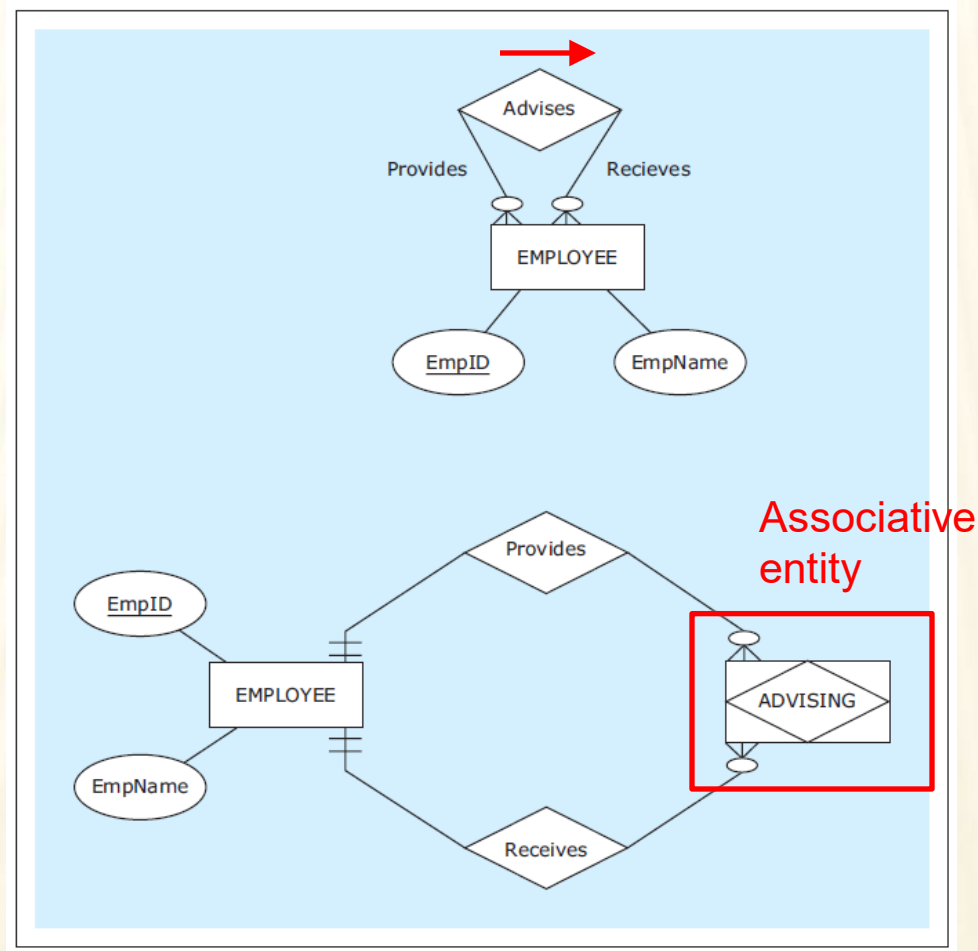 Advises
Provides
Recieves
EMPLOYEE
EmpID
EmpName
Associative
entity
Provides
EmpID
EMPLOYEE
ADVISING
EmpName
Receives